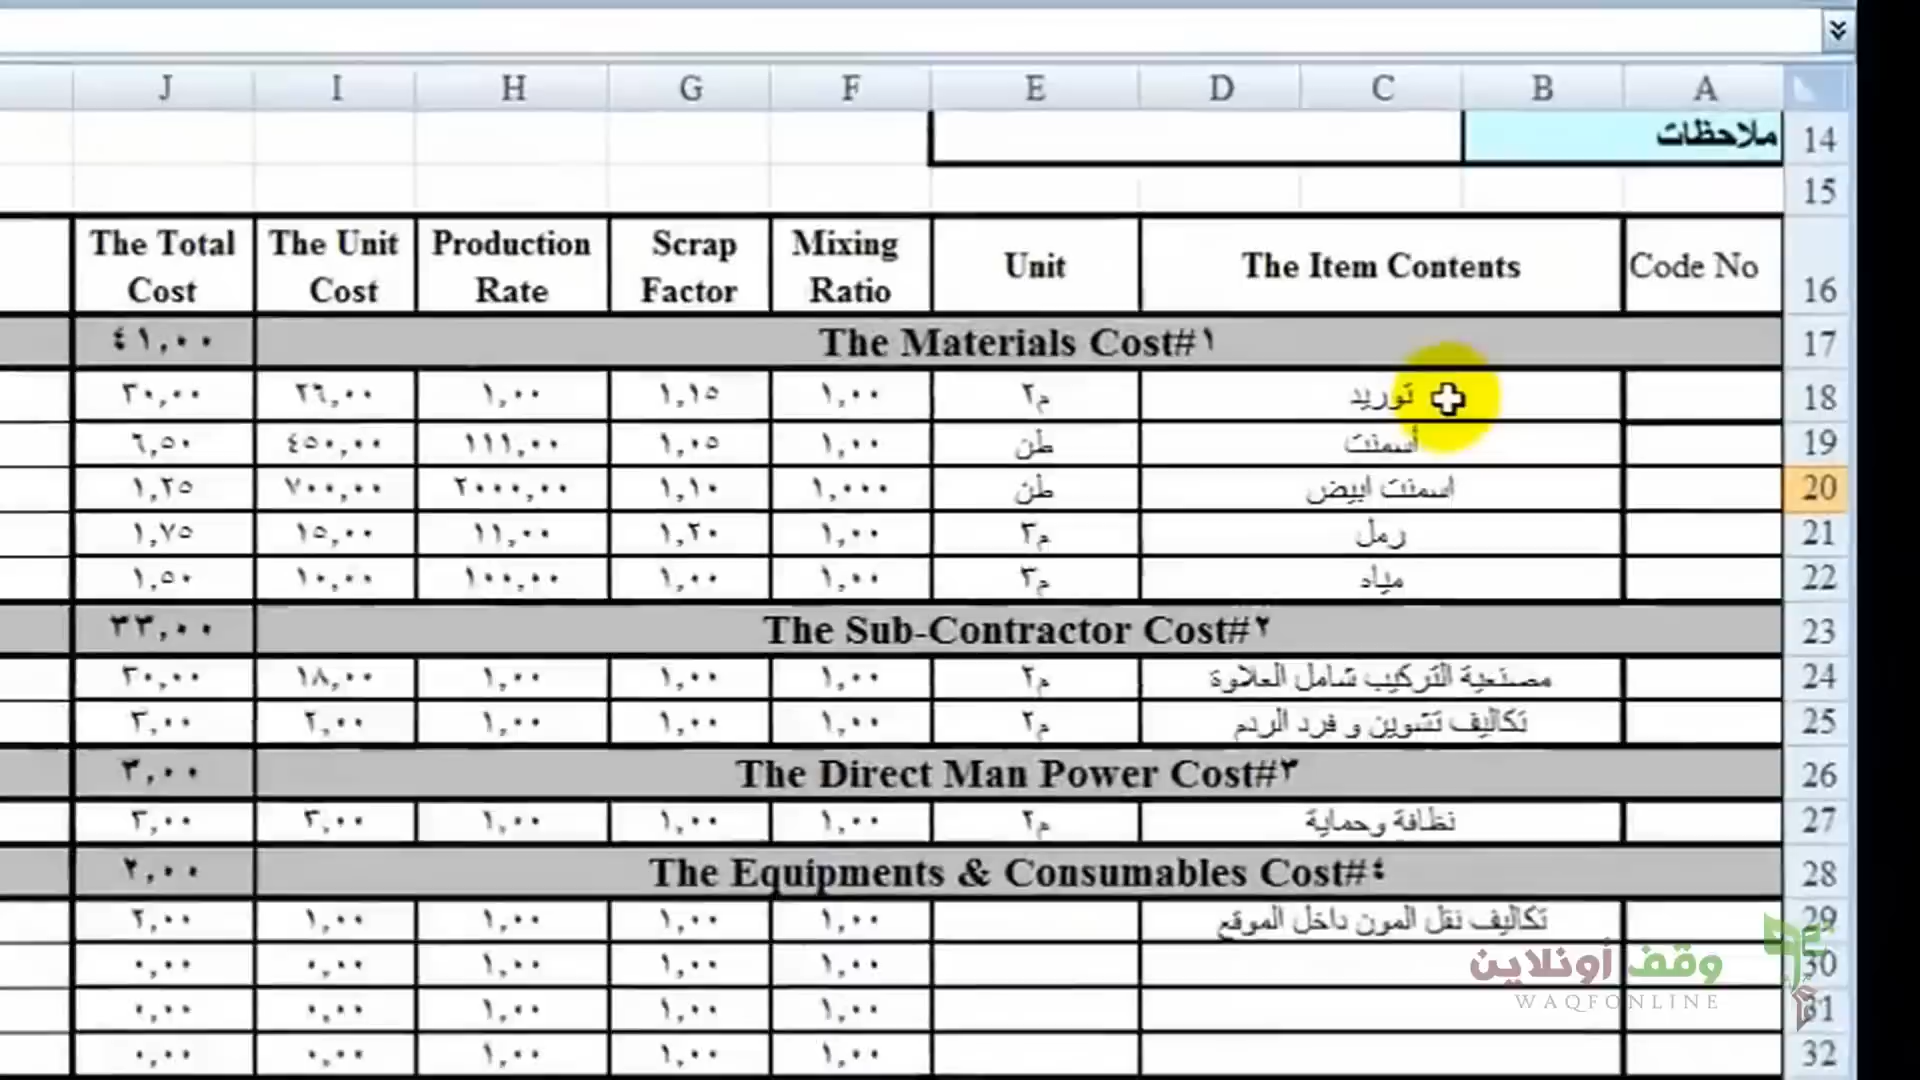 J I H G F E D C B A
14 ملاحظات
15
16 Code No The Item Contents Unit Mixing Ratio Scrap Factor Production Rate The Unit Cost The Total Cost
17 The Materials Cost#١ ٤١,٠٠
18 توريد م٢ ١,٠٠ ١,١٥ ١,٠٠ ٢٦,٠٠ ٣٠,٠٠
19 أسمنت طن ١,٠٠ ١,٠٥ ١١١,٠٠ ٤٥٠,٠٠ ٦,٥٠
20 اسمنت ابيض طن ١,٠٠٠ ١,١٠ ٢٠٠٠,٠٠ ٧٠٠,٠٠ ١,٢٥
21 رمل م٣ ١,٠٠ ١,٢٠ ١١,٠٠ ١٥,٠٠ ١,٧٥
22 مياه م٣ ١,٠٠ ١,٠٠ ١٠٠,٠٠ ١٠,٠٠ ١,٥٠
23 The Sub-Contractor Cost#٢ ٣٣,٠٠
24 مصنعية التركيب شامل العلاوة م٢ ١,٠٠ ١,٠٠ ١,٠٠ ١٨,٠٠ ٣٠,٠٠
25 تكاليف تشوين و فرد الردم م٢ ١,٠٠ ١,٠٠ ١,٠٠ ٢,٠٠ ٣,٠٠
26 The Direct Man Power Cost#٣ ٣,٠٠
27 نظافة وحماية م٢ ١,٠٠ ١,٠٠ ١,٠٠ ٣,٠٠ ٣,٠٠
28 The Equipments & Consumables Cost#٤ ٢,٠٠
29 تكاليف نقل المون داخل الموقع ١,٠٠ ١,٠٠ ١,٠٠ ١,٠٠ ٢,٠٠
30 ١,٠٠ ١,٠٠ ١,٠٠ ٠,٠٠ ٠,٠٠
31 ١,٠٠ ١,٠٠ ١,٠٠ ٠,٠٠ ٠,٠٠
32 ١,٠٠ ١,٠٠ ١,٠٠ ٠,٠٠ ٠,٠٠
وقف أونلاين
WAQFONLINE